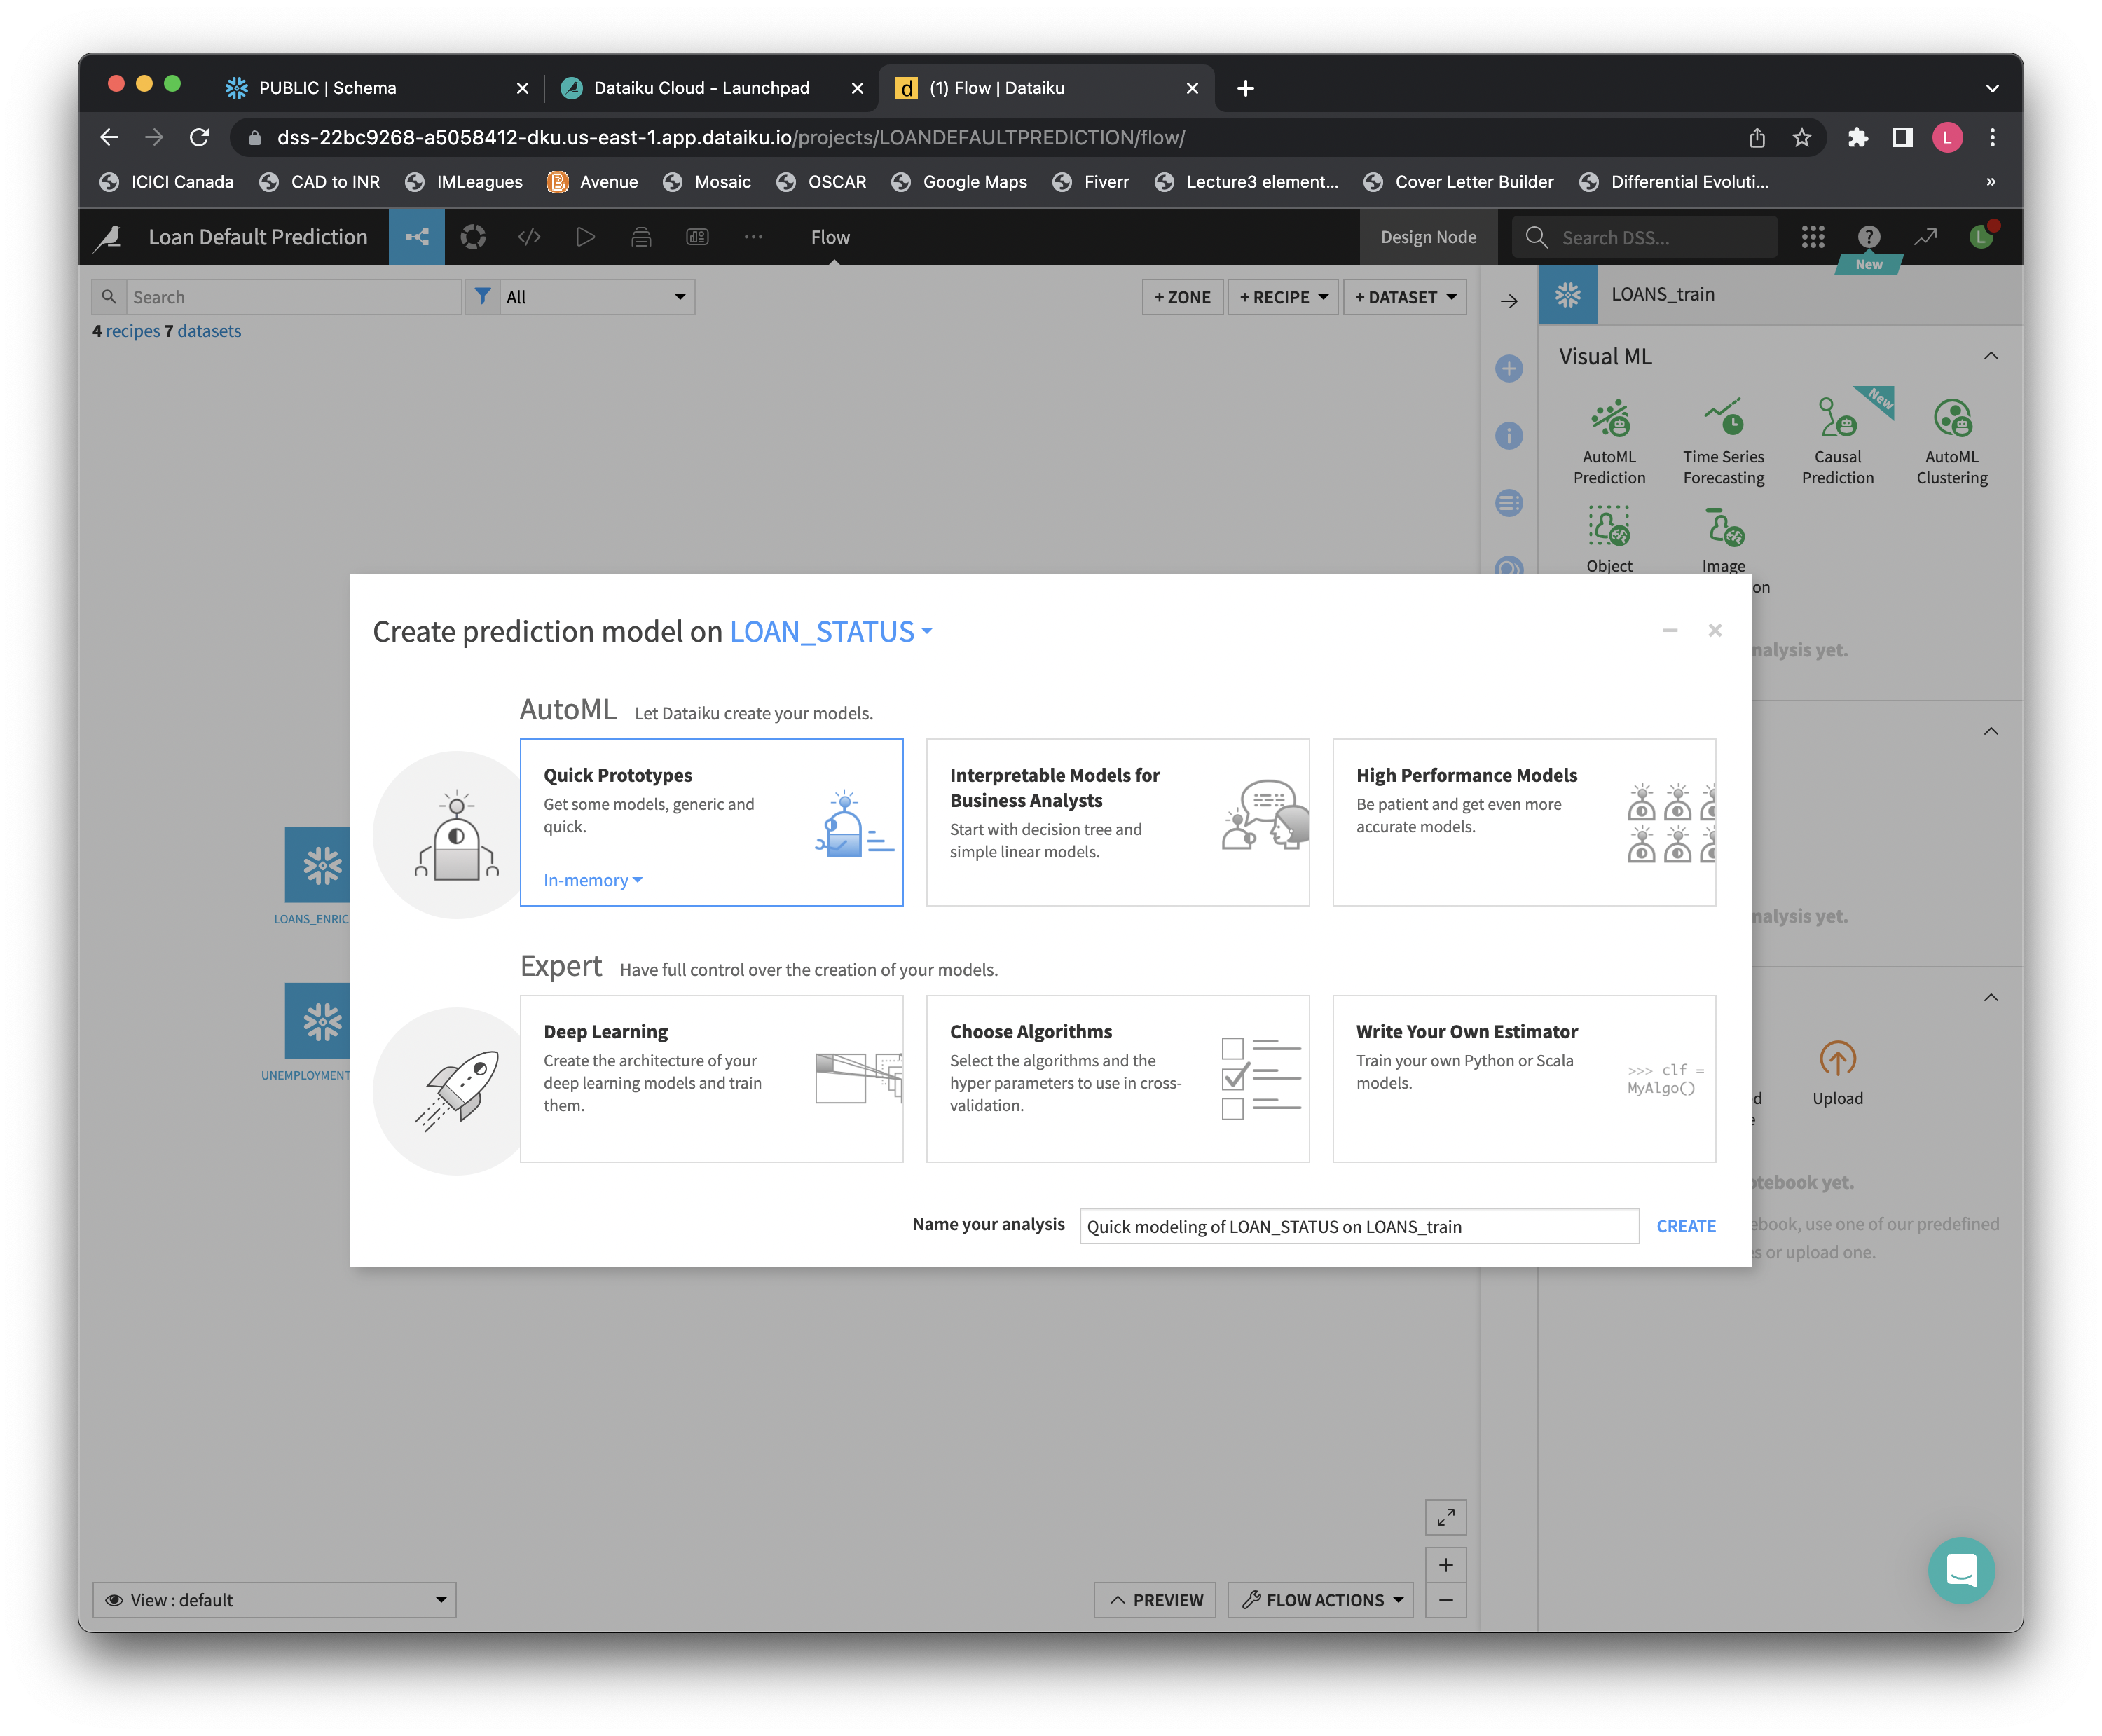 PUBLIC | Schema
Dataiku Cloud - Launchpad
d (1) Flow | Dataiku
dss-22bc9268-a5058412-dku.us-east-1.app.dataiku.io/projects/LOANDEFAULTPREDICTION/flow/
L
ICICI Canada CAD to INR IMLeagues B Avenue Mosaic OSCAR Google Maps Fiverr Lecture3 element... Cover Letter Builder Differential Evoluti... »
Loan Default Prediction </> ... Flow Design Node Search DSS... ? L
New
Search All + ZONE + RECIPE + DATASET LOANS_train
4 recipes 7 datasets
Visual ML
New
AutoML Prediction
Time Series Forecasting
Causal Prediction
AutoML Clustering
Object
Image
on
nalysis yet.
Create prediction model on LOAN_STATUS
AutoML Let Dataiku create your models.
Quick Prototypes
Get some models, generic and
quick.
In-memory
Interpretable Models for
Business Analysts
Start with decision tree and
simple linear models.
High Performance Models
Be patient and get even more
accurate models.
LOANS_ENRIC
nalysis yet.
Expert Have full control over the creation of your models.
Deep Learning
Create the architecture of your
deep learning models and train
them.
Choose Algorithms
Select the algorithms and the
hyper parameters to use in cross-
validation.
Write Your Own Estimator
Train your own Python or Scala
models.
>>> clf =
MyAlgo()
UNEMPLOYMENT
d
e
Upload
otebook yet.
Name your analysis Quick modeling of LOAN_STATUS on LOANS_train CREATE
ebook, use one of our predefined
s or upload one.
View : default PREVIEW FLOW ACTIONS